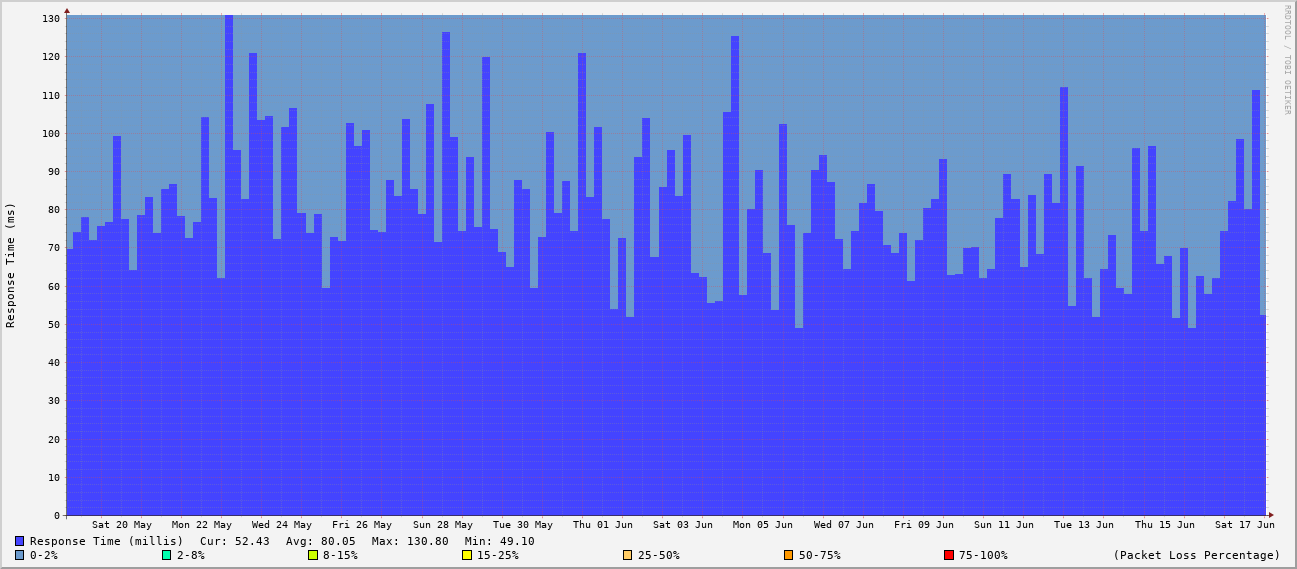 RRDTOOL / TOBI OETIKER
Response Time (ms)
130
120
110
100
90
80
70
60
50
40
30
20
10
0
Sat 20 May Mon 22 May Wed 24 May Fri 26 May Sun 28 May Tue 30 May Thu 01 Jun Sat 03 Jun Mon 05 Jun Wed 07 Jun Fri 09 Jun Sun 11 Jun Tue 13 Jun Thu 15 Jun Sat 17 Jun
Response Time (millis) Cur: 52.43 Avg: 80.05 Max: 130.80 Min: 49.10
0-2% 2-8% 8-15% 15-25% 25-50% 50-75% 75-100% (Packet Loss Percentage)